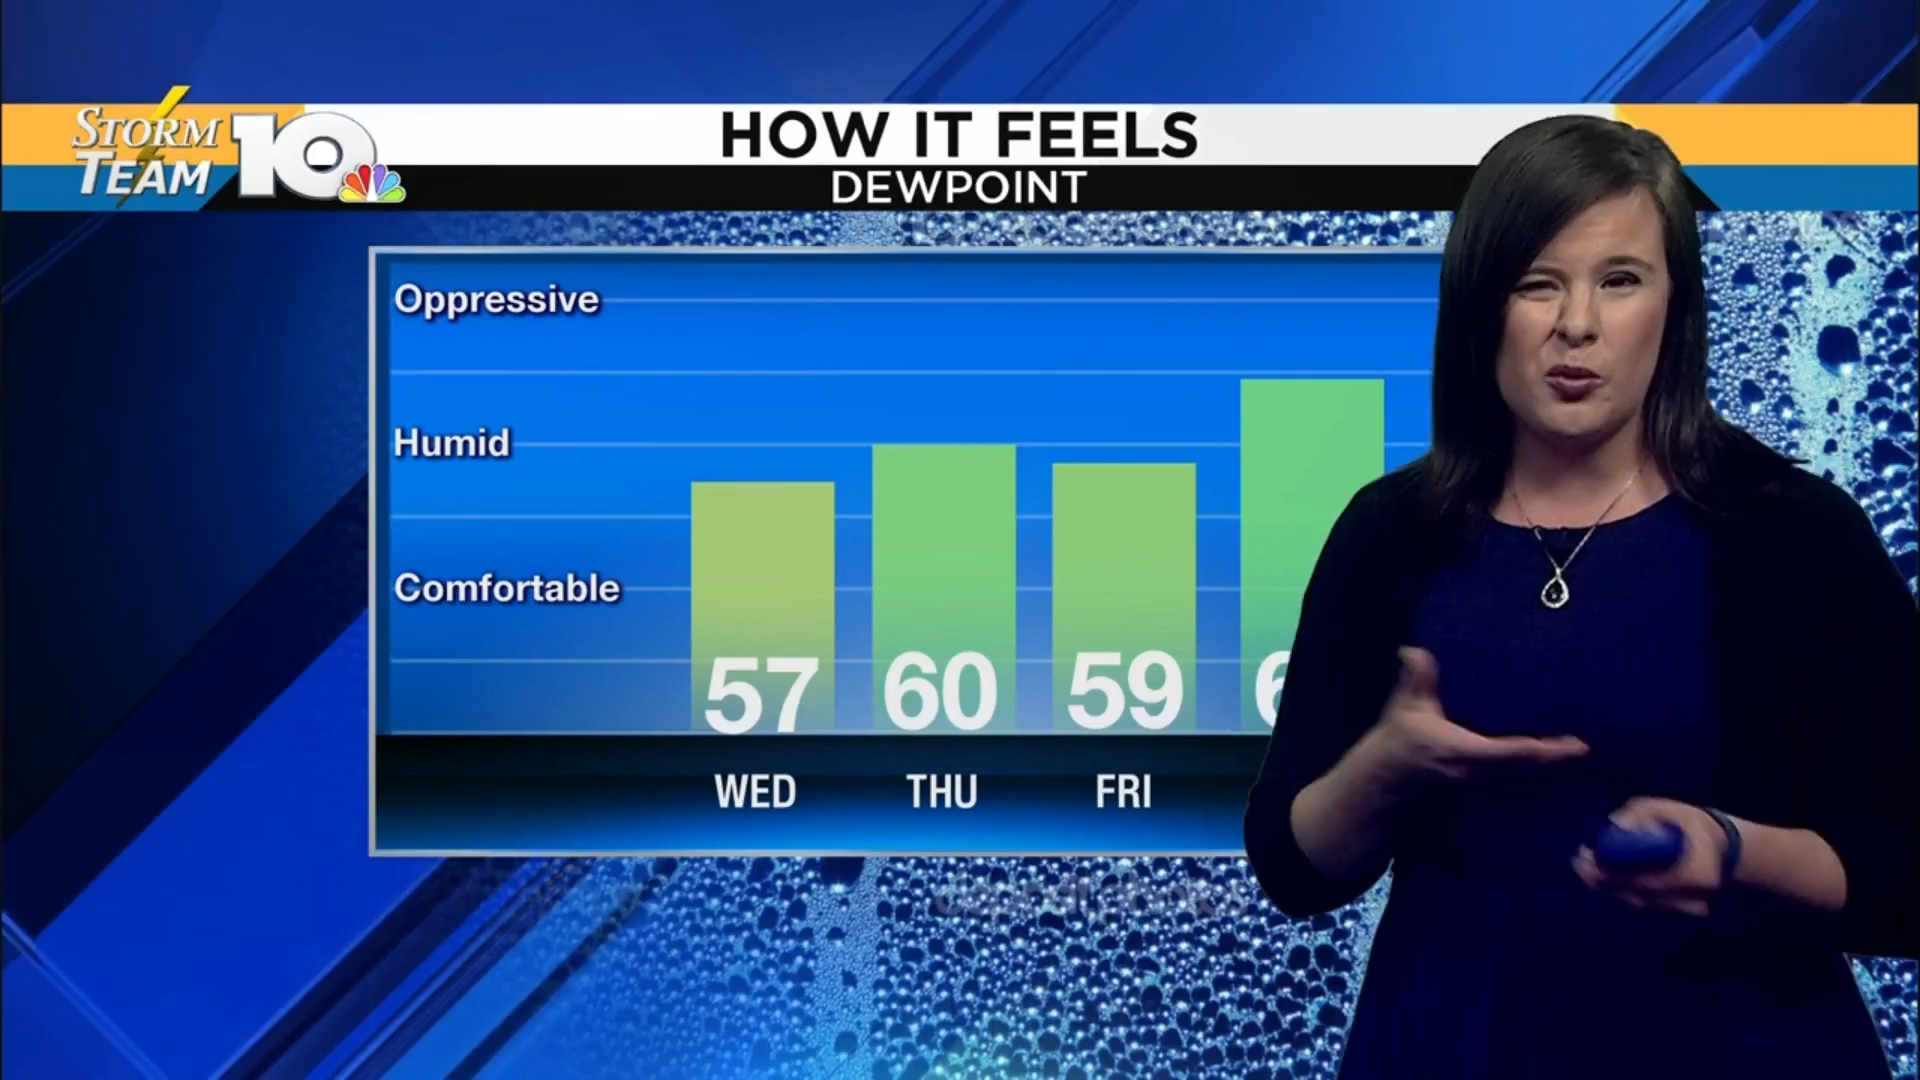 STORM
TEAM
10
HOW IT FEELS
DEWPOINT
Oppressive
Humid
Comfortable
57 60 59
WED THU FRI